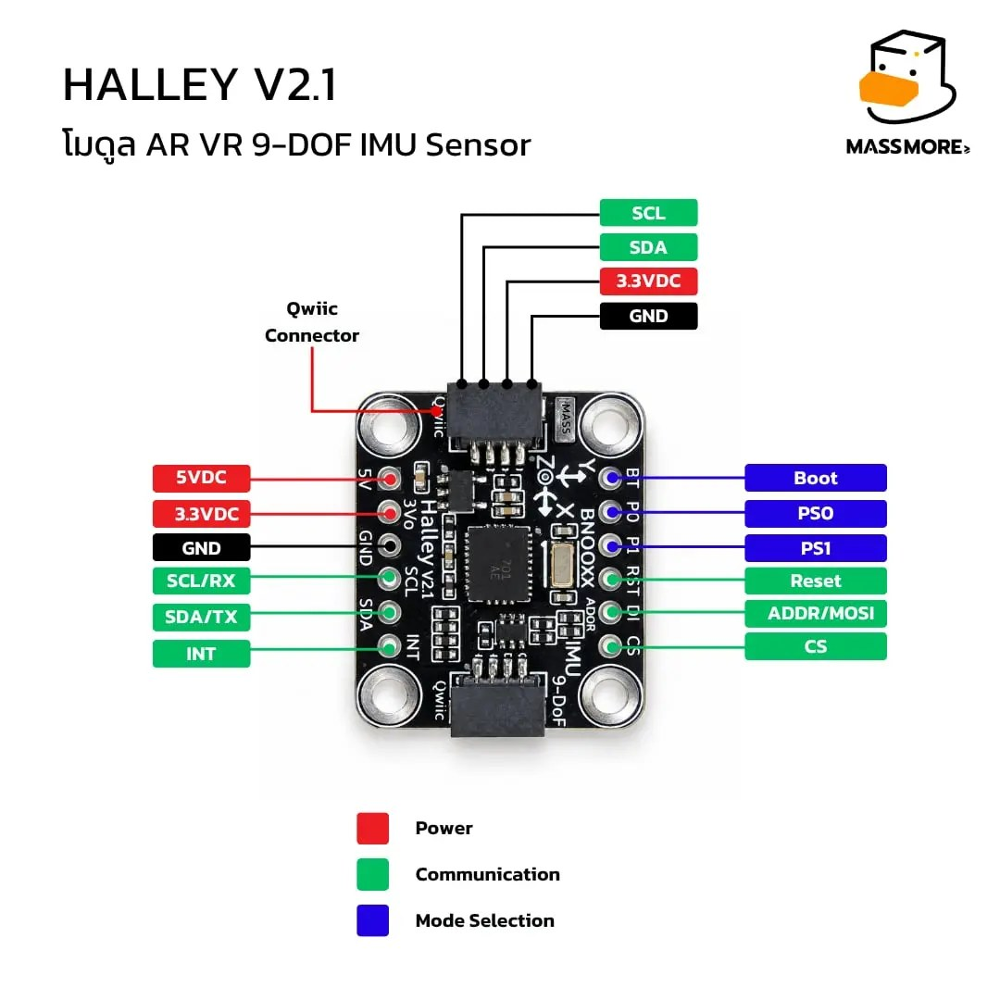 HALLEY V2.1
โมดูล AR VR 9-DOF IMU Sensor
MASSMORE
SCL
SDA
3.3VDC
GND
Qwiic
Connector
Qwiic
MASS
5VDC
3.3VDC
GND
SCL/RX
SDA/TX
INT
5V
3Vo
GND
SCL
SDA
INT
Halley V2.1
Z
Y
X
BNOOXX
701
AE
ADDR
IMU
9-DoF
Qwiic
BT
P0
P1
RST
DI
CS
Boot
PS0
PS1
Reset
ADDR/MOSI
CS
Power
Communication
Mode Selection